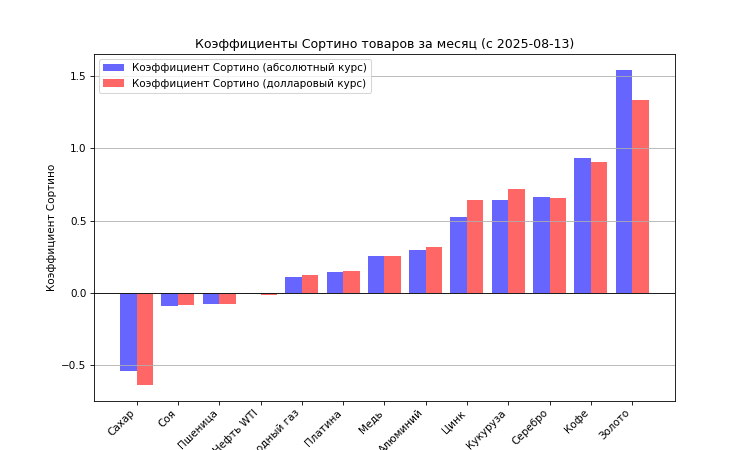 Коэффициенты Сортино товаров за месяц (с 2025-08-13)
Коэффициент Сортино (абсолютный курс)
Коэффициент Сортино (долларовый курс)
Коэффициент Сортино
1.5
1.0
0.5
0.0
−0.5
Сахар
Соя
Пшеница
Нефть WTI
одный газ
Платина
Медь
Алюминий
Цинк
Кукуруза
Серебро
Кофе
Золото